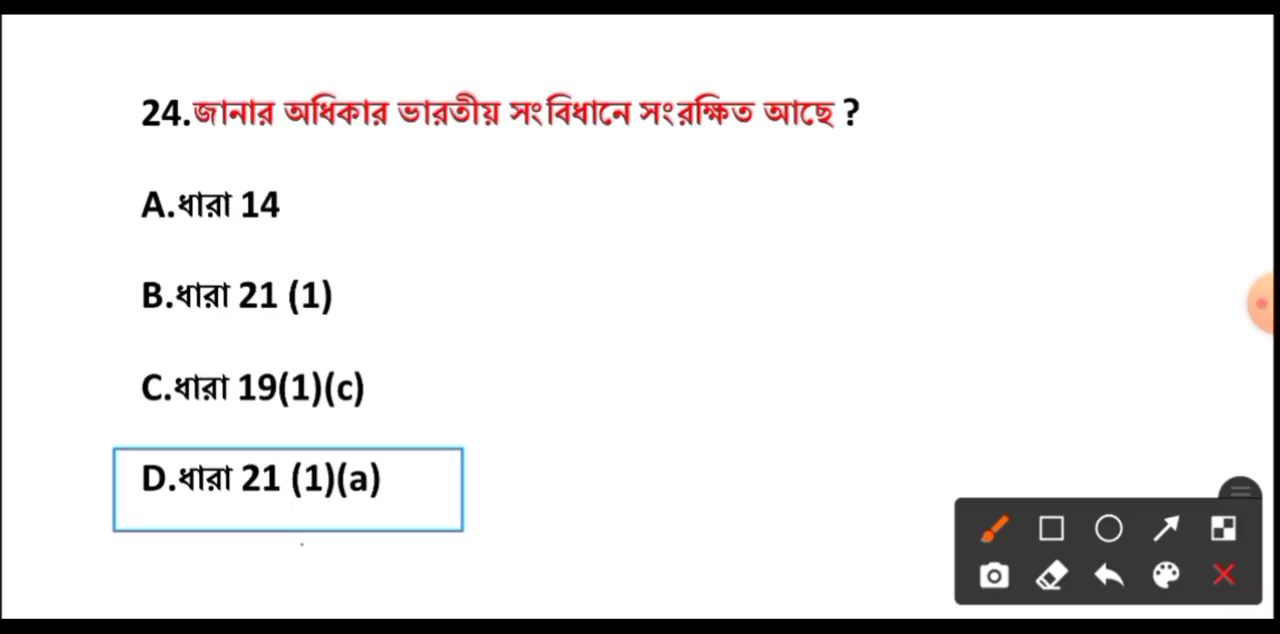 24.জানার অধিকার ভারতীয় সংবিধানে সংরক্ষিত আছে ?
A.ধারা 14
B.ধারা 21 (1)
C.ধারা 19(1)(c)
D.ধারা 21 (1)(a)